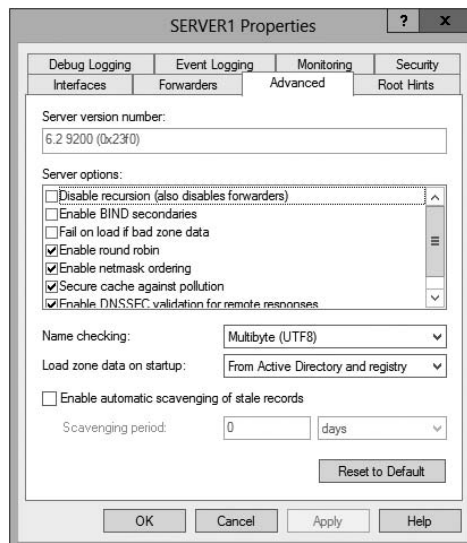 SERVER1 Properties
? x
Debug Logging Event Logging Monitoring Security
Interfaces Forwarders Advanced Root Hints
Server version number:
6.2 9200 (0x23f0)
Server options:
Disable recursion (also disables forwarders)
Enable BIND secondaries
Fail on load if bad zone data
Enable round robin
Enable netmask ordering
Secure cache against pollution
Enable DNSSEC validation for remote responses
Name checking: Multibyte (UTF8)
Load zone data on startup: From Active Directory and registry
Enable automatic scavenging of stale records
Scavenging period: 0 days
Reset to Default
OK Cancel Apply Help